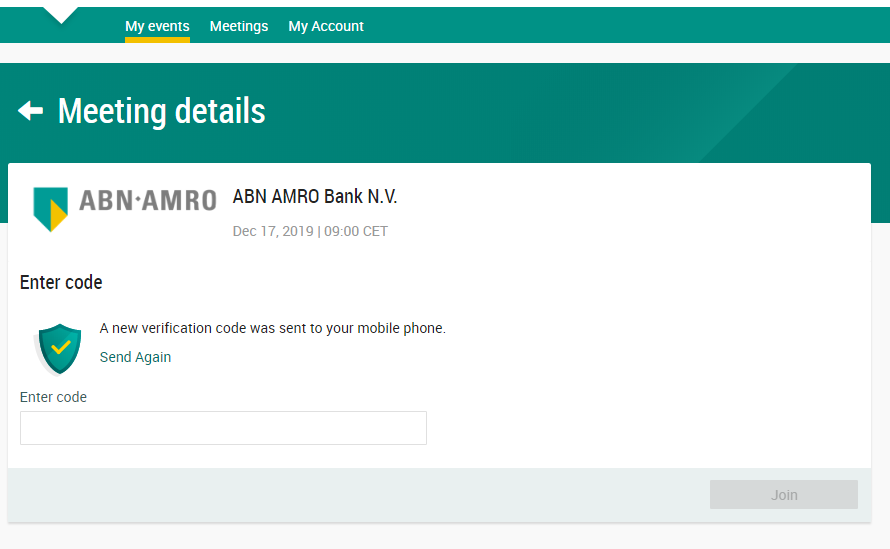 My events Meetings My Account
Meeting details
ABN·AMRO
ABN AMRO Bank N.V.
Dec 17, 2019 | 09:00 CET
Enter code
A new verification code was sent to your mobile phone.
Send Again
Enter code
Join